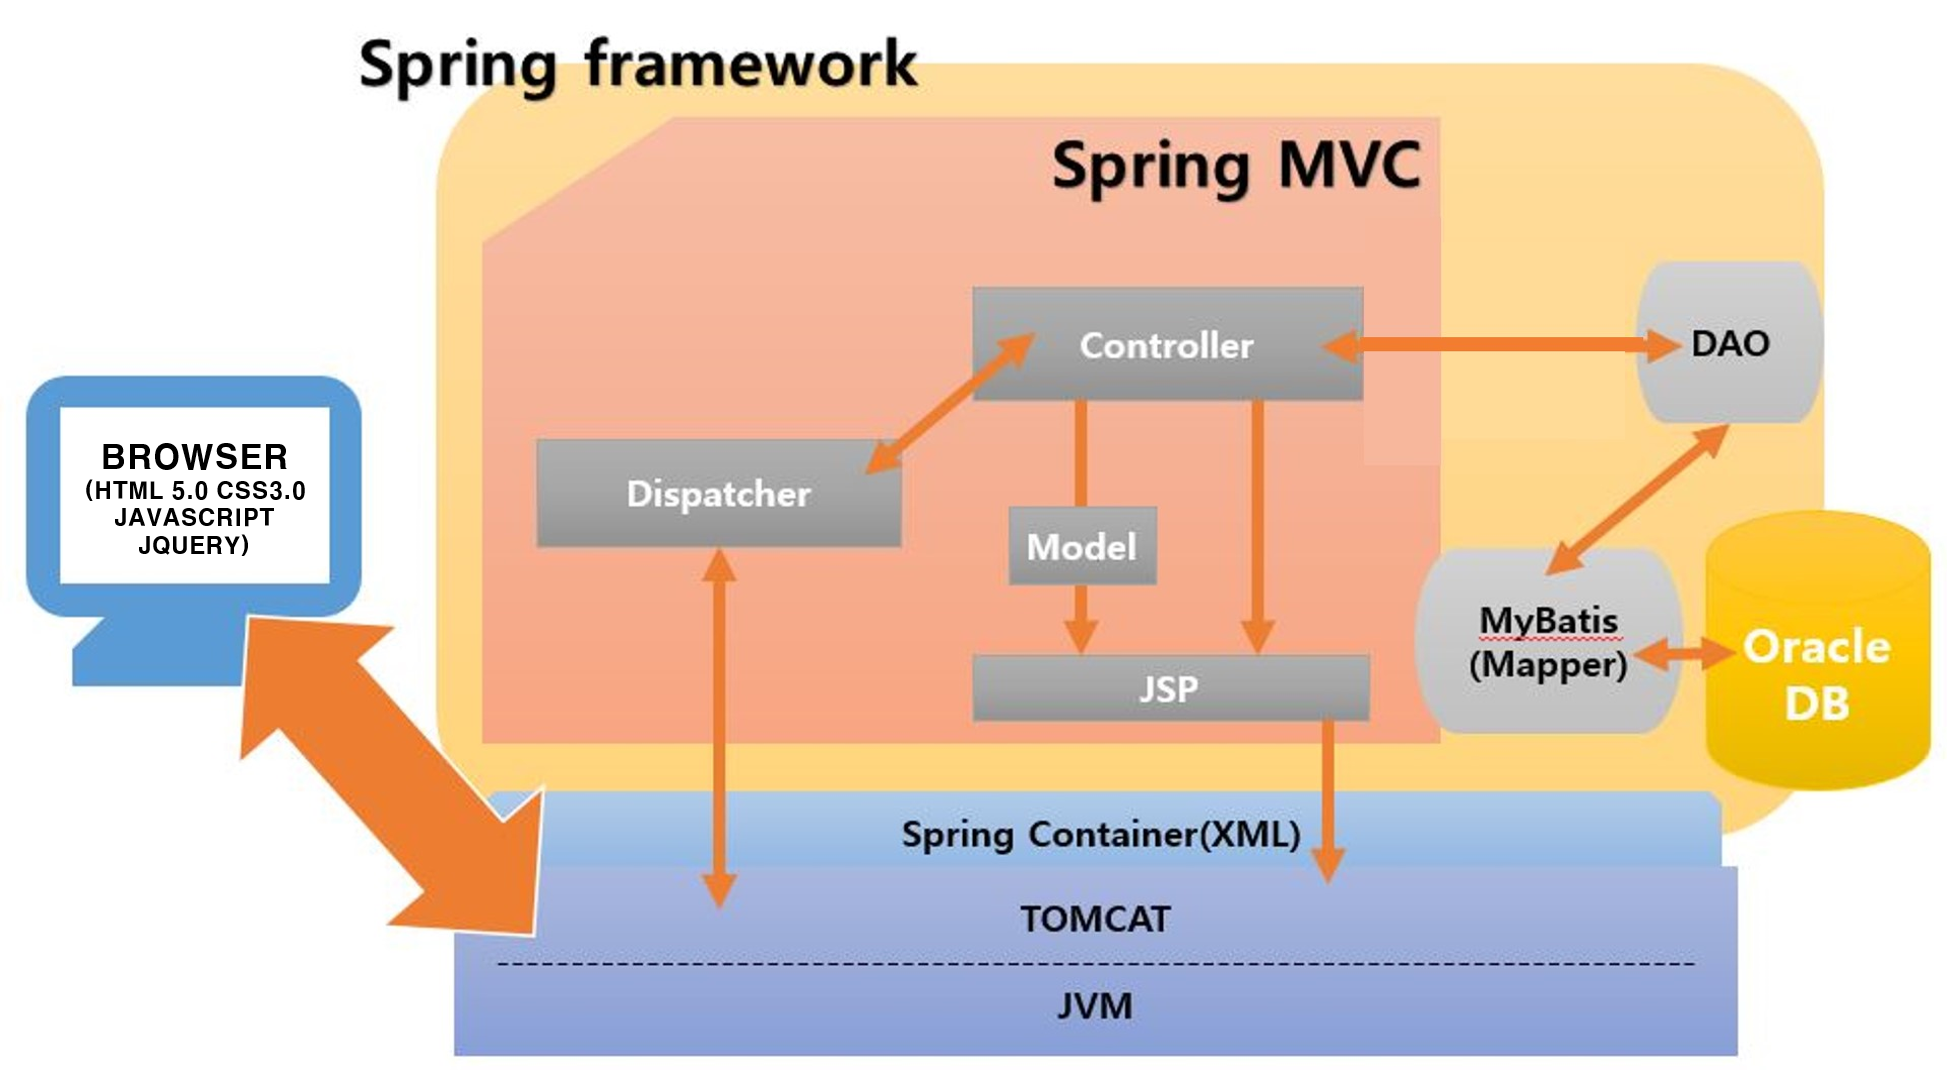 Spring framework
Spring MVC
Controller
DAO
BROWSER
(HTML 5.0 CSS3.0
JAVASCRIPT
JQUERY)
Dispatcher
Model
MyBatis
(Mapper)
Oracle
DB
JSP
Spring Container(XML)
TOMCAT
JVM